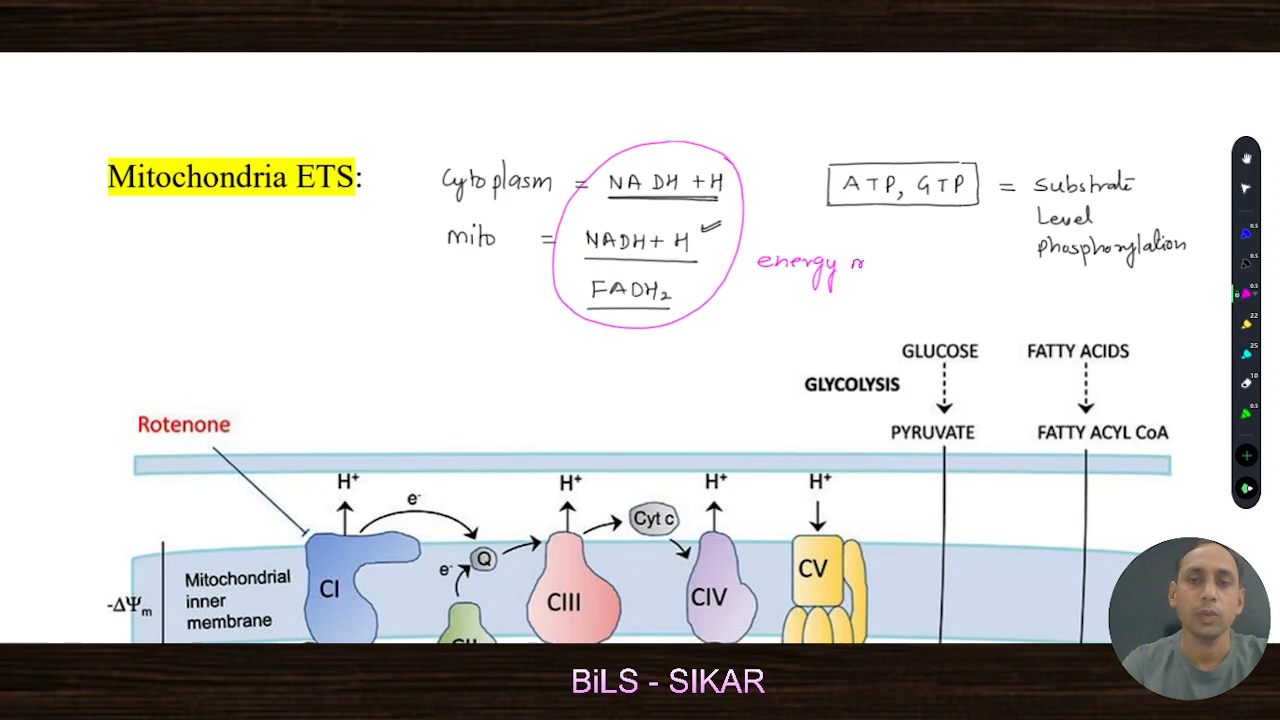 Mitochondria ETS:
Cytoplasm = NADH + H
mito = NADH + H
FADH₂
energy
ATP, GTP = substrate
Level
phosphorylation
GLUCOSE FATTY ACIDS
GLYCOLYSIS
PYRUVATE FATTY ACYL CoA
Rotenone
H⁺ H⁺ H⁺ H⁺
e⁻
Cyt c
Q
e⁻
CI CIII CIV CV
Mitochondrial
inner
membrane
-ΔΨm
BiLS - SIKAR